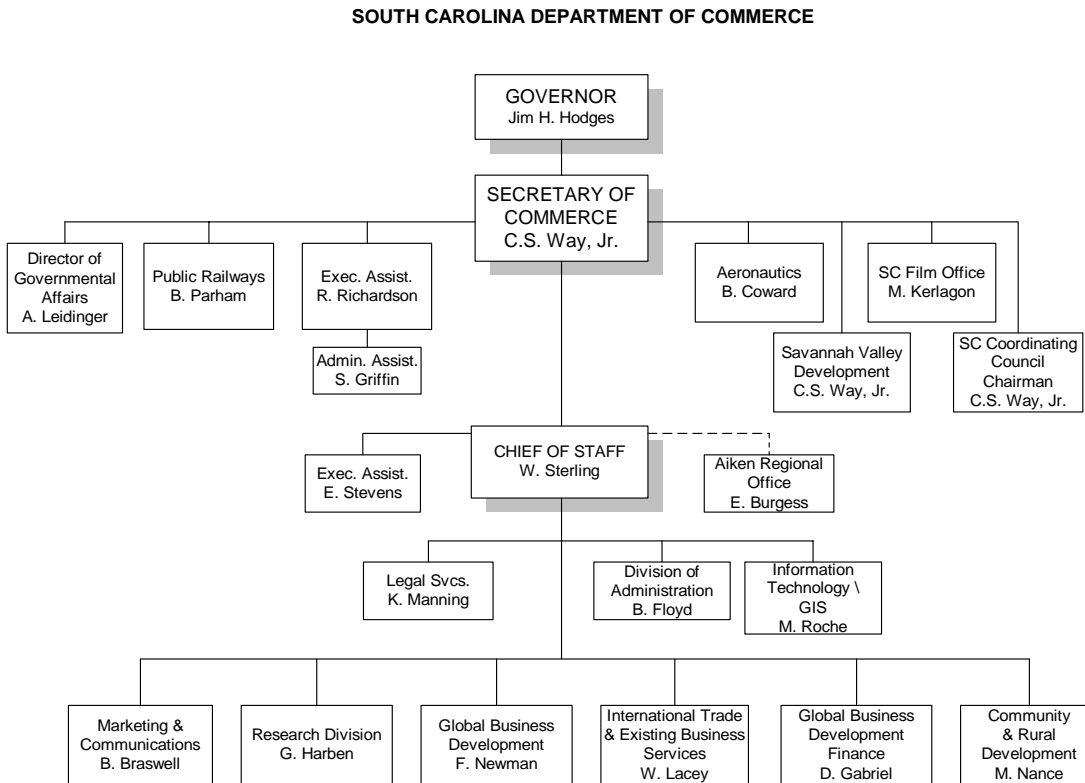 SOUTH CAROLINA DEPARTMENT OF COMMERCE
GOVERNOR
Jim H. Hodges
SECRETARY OF
COMMERCE
C.S. Way, Jr.
Director of
Governmental
Affairs
A. Leidinger
Public Railways
B. Parham
Exec. Assist.
R. Richardson
Admin. Assist.
S. Griffin
Aeronautics
B. Coward
Savannah Valley
Development
C.S. Way, Jr.
SC Film Office
M. Kerlagon
SC Coordinating
Council
Chairman
C.S. Way, Jr.
CHIEF OF STAFF
W. Sterling
Exec. Assist.
E. Stevens
Aiken Regional
Office
E. Burgess
Legal Svcs.
K. Manning
Division of
Administration
B. Floyd
Information
Technology \
GIS
M. Roche
Marketing &
Communications
B. Braswell
Research Division
G. Harben
Global Business
Development
F. Newman
International Trade
& Existing Business
Services
W. Lacey
Global Business
Development
Finance
D. Gabriel
Community
& Rural
Development
M. Nance